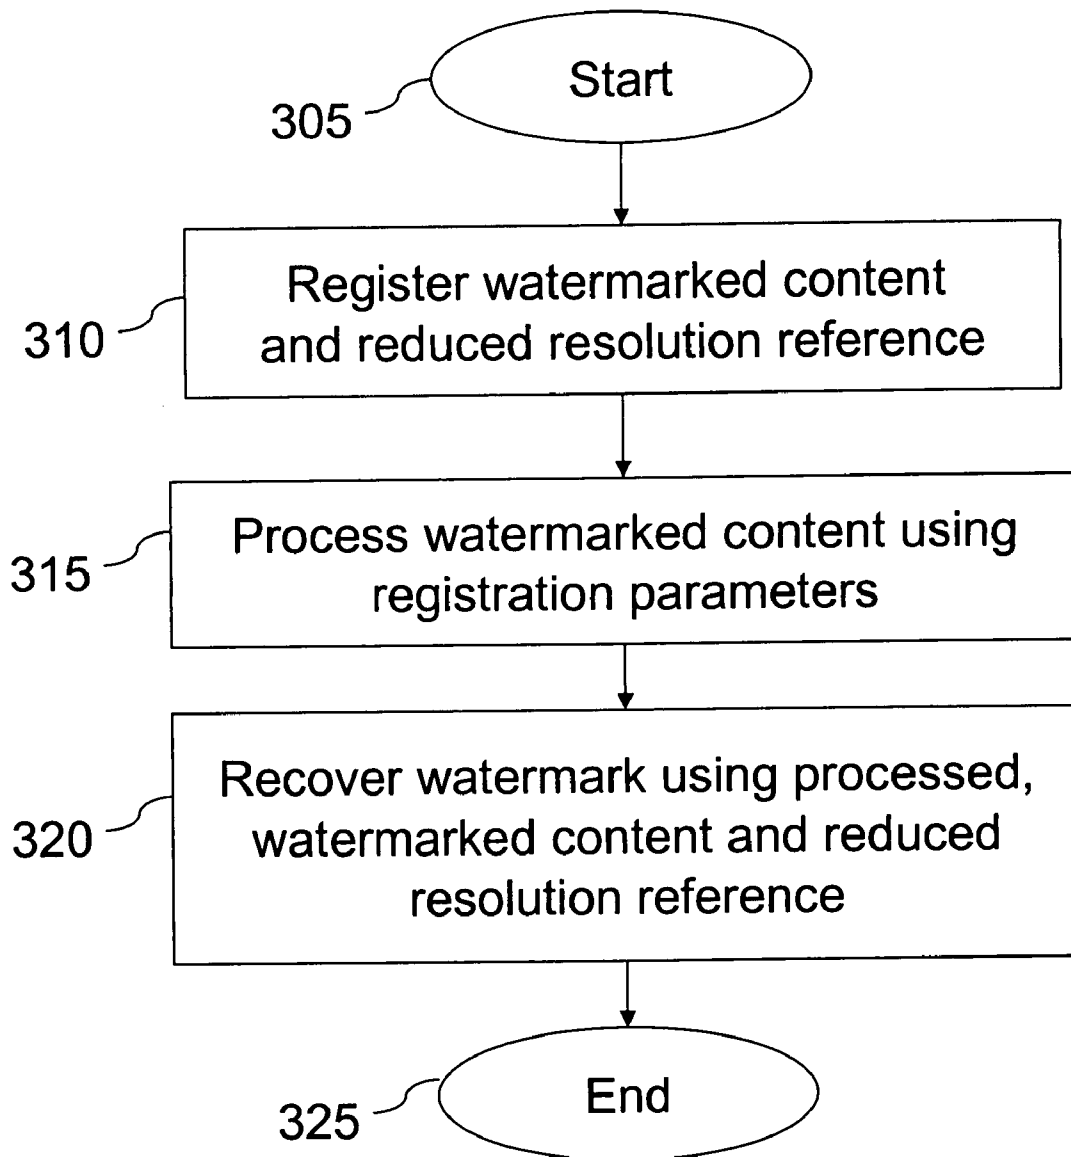 Start
305
Register watermarked content
and reduced resolution reference
310
Process watermarked content using
registration parameters
315
Recover watermark using processed,
watermarked content and reduced
resolution reference
320
End
325